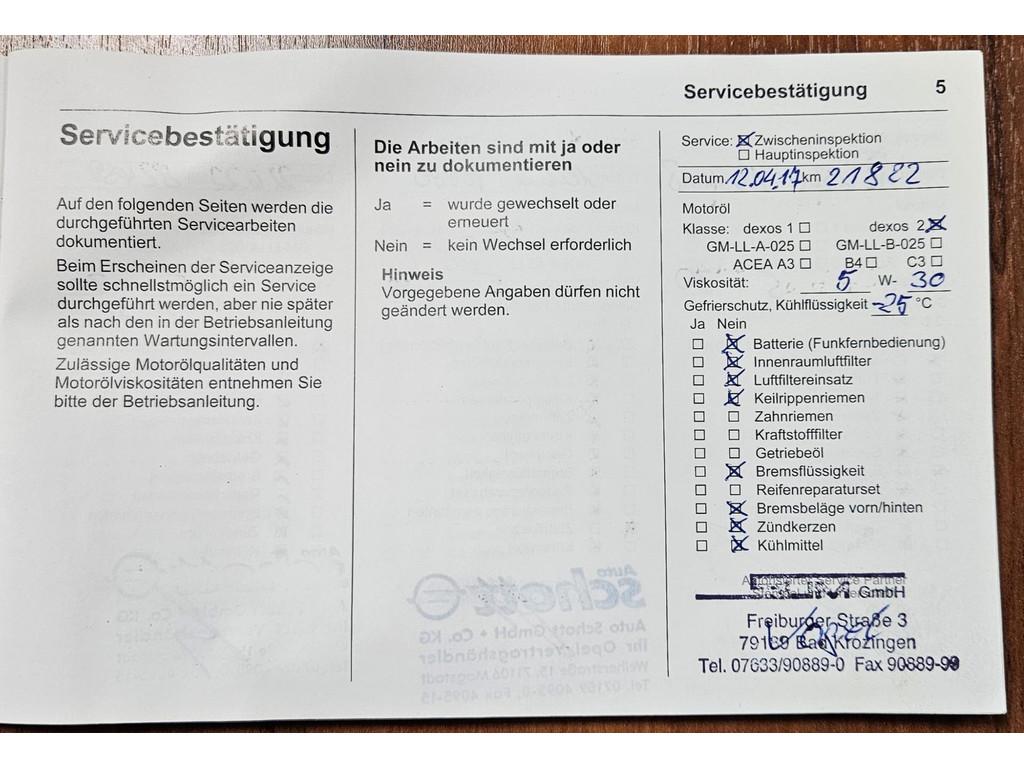 Servicebestätigung 5
Servicebestätigung
Auf den folgenden Seiten werden die
durchgeführten Servicearbeiten
dokumentiert.
Beim Erscheinen der Serviceanzeige
sollte schnellstmöglich ein Service
durchgeführt werden, aber nie später
als nach den in der Betriebsanleitung
genannten Wartungsintervallen.
Zulässige Motorölqualitäten und
Motorölviskositäten entnehmen Sie
bitte der Betriebsanleitung.
Die Arbeiten sind mit ja oder
nein zu dokumentieren
Ja = wurde gewechselt oder
erneuert
Nein = kein Wechsel erforderlich
Hinweis
Vorgegebene Angaben dürfen nicht
geändert werden.
Service: ☒ Zwischeninspektion
☐ Hauptinspektion
Datum 12.04.17 km 21882
Motoröl
Klasse: dexos 1 ☐ dexos 2 ☒
GM-LL-A-025 ☐ GM-LL-B-025 ☐
ACEA A3 ☐ B4 ☐ C3 ☐
Viskosität: 5 W- 30
Gefrierschutz, Kühlflüssigkeit -25 °C
Ja Nein
☐ ☒ Batterie (Funkfernbedienung)
☐ ☒ Innenraumluftfilter
☐ ☒ Luftfiltereinsatz
☐ ☒ Keilrippenriemen
☐ ☐ Zahnriemen
☐ ☐ Kraftstofffilter
☐ ☐ Getriebeöl
☐ ☒ Bremsflüssigkeit
☐ ☐ Reifenreparaturset
☐ ☒ Bremsbeläge vorn/hinten
☐ ☒ Zündkerzen
☐ ☒ Kühlmittel
Autorisierter Service Partner
GmbH
Freiburger Straße 3
79189 Bad Krozingen
Tel. 07633/90889-0 Fax 90889-99